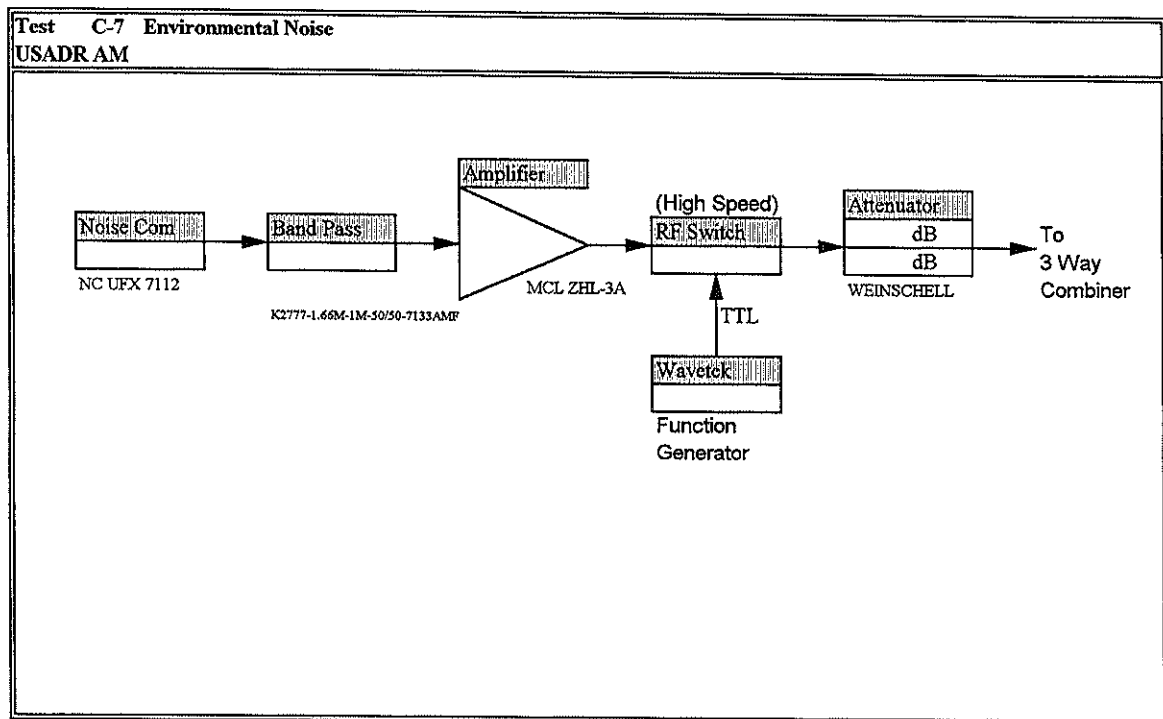 Test C-7 Environmental Noise
USADR AM
Noise Com
NC UFX 7112
Band Pass
K2777-1.66M-1M-50/50-7133AMF
Amplifier
MCL ZHL-3A
(High Speed)
RF Switch
TTL
Wavetek
Function
Generator
Attenuator
dB
dB
WEINSCHELL
To
3 Way
Combiner